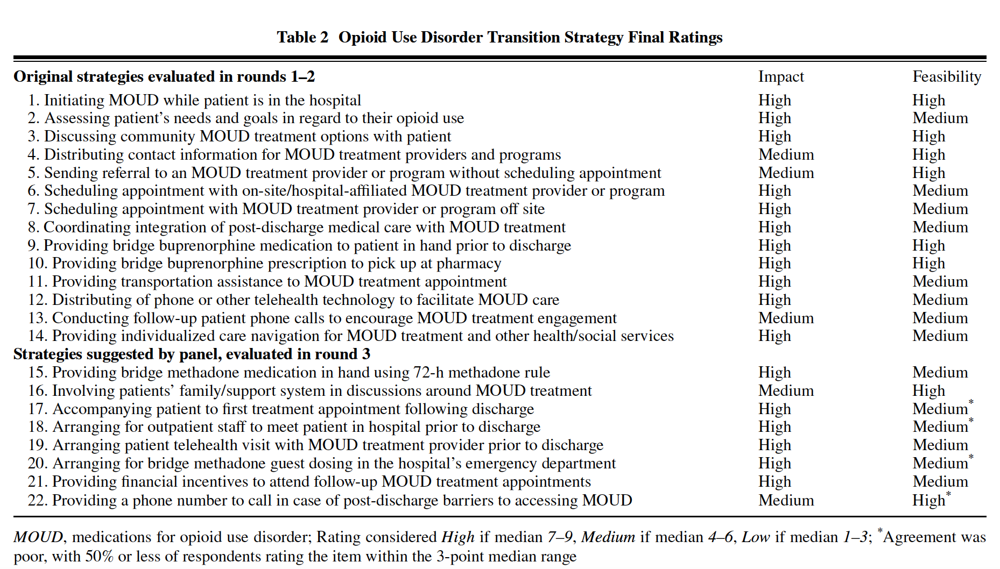 Table 2 Opioid Use Disorder Transition Strategy Final Ratings
Original strategies evaluated in rounds 1–2 Impact Feasibility
1. Initiating MOUD while patient is in the hospital High High
2. Assessing patient’s needs and goals in regard to their opioid use High Medium
3. Discussing community MOUD treatment options with patient High High
4. Distributing contact information for MOUD treatment providers and programs Medium High
5. Sending referral to an MOUD treatment provider or program without scheduling appointment Medium High
6. Scheduling appointment with on-site/hospital-affiliated MOUD treatment provider or program High Medium
7. Scheduling appointment with MOUD treatment provider or program off site High Medium
8. Coordinating integration of post-discharge medical care with MOUD treatment High Medium
9. Providing bridge buprenorphine medication to patient in hand prior to discharge High High
10. Providing bridge buprenorphine prescription to pick up at pharmacy High High
11. Providing transportation assistance to MOUD treatment appointment High Medium
12. Distributing of phone or other telehealth technology to facilitate MOUD care High Medium
13. Conducting follow-up patient phone calls to encourage MOUD treatment engagement Medium Medium
14. Providing individualized care navigation for MOUD treatment and other health/social services High Medium
Strategies suggested by panel, evaluated in round 3
15. Providing bridge methadone medication in hand using 72-h methadone rule High Medium
16. Involving patients’ family/support system in discussions around MOUD treatment Medium High
17. Accompanying patient to first treatment appointment following discharge High Medium*
18. Arranging for outpatient staff to meet patient in hospital prior to discharge High Medium*
19. Arranging patient telehealth visit with MOUD treatment provider prior to discharge High Medium
20. Arranging for bridge methadone guest dosing in the hospital’s emergency department High Medium*
21. Providing financial incentives to attend follow-up MOUD treatment appointments High Medium
22. Providing a phone number to call in case of post-discharge barriers to accessing MOUD Medium High*
MOUD, medications for opioid use disorder; Rating considered High if median 7–9, Medium if median 4–6, Low if median 1–3; *Agreement was
poor, with 50% or less of respondents rating the item within the 3-point median range